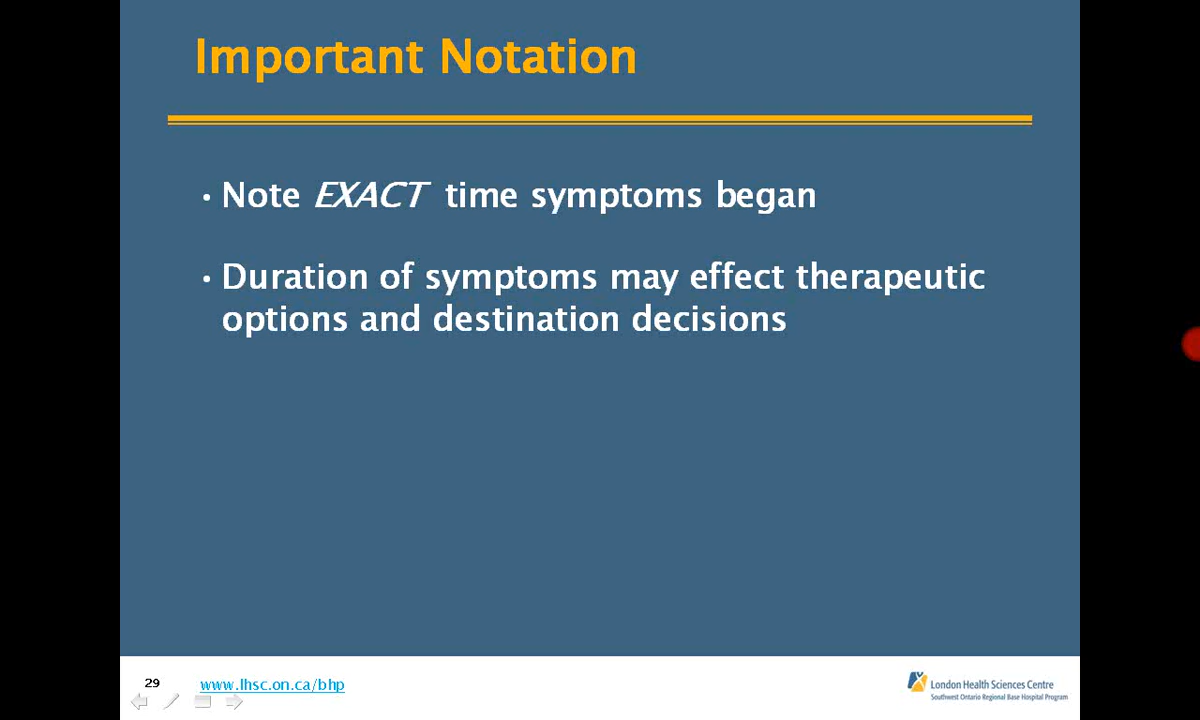 Important Notation
• Note EXACT time symptoms began
• Duration of symptoms may effect therapeutic
options and destination decisions
29
www.lhsc.on.ca/bhp
London Health Sciences Centre
Southwest Ontario Regional Base Hospital Program